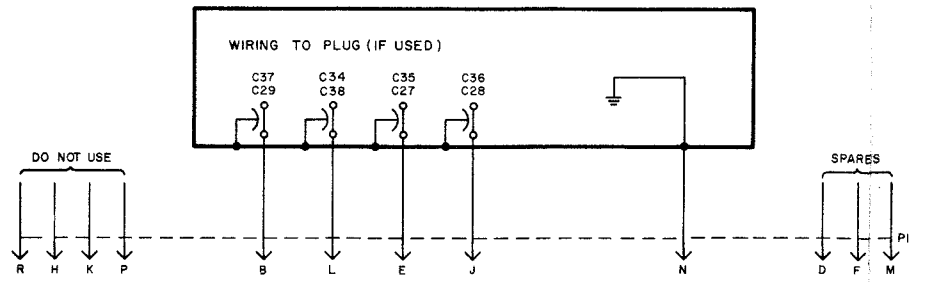 WIRING TO PLUG (IF USED)
C37 C34 C35 C36
C29 C38 C27 C28
DO NOT USE SPARES
P1
R H K P B L E J N D F M